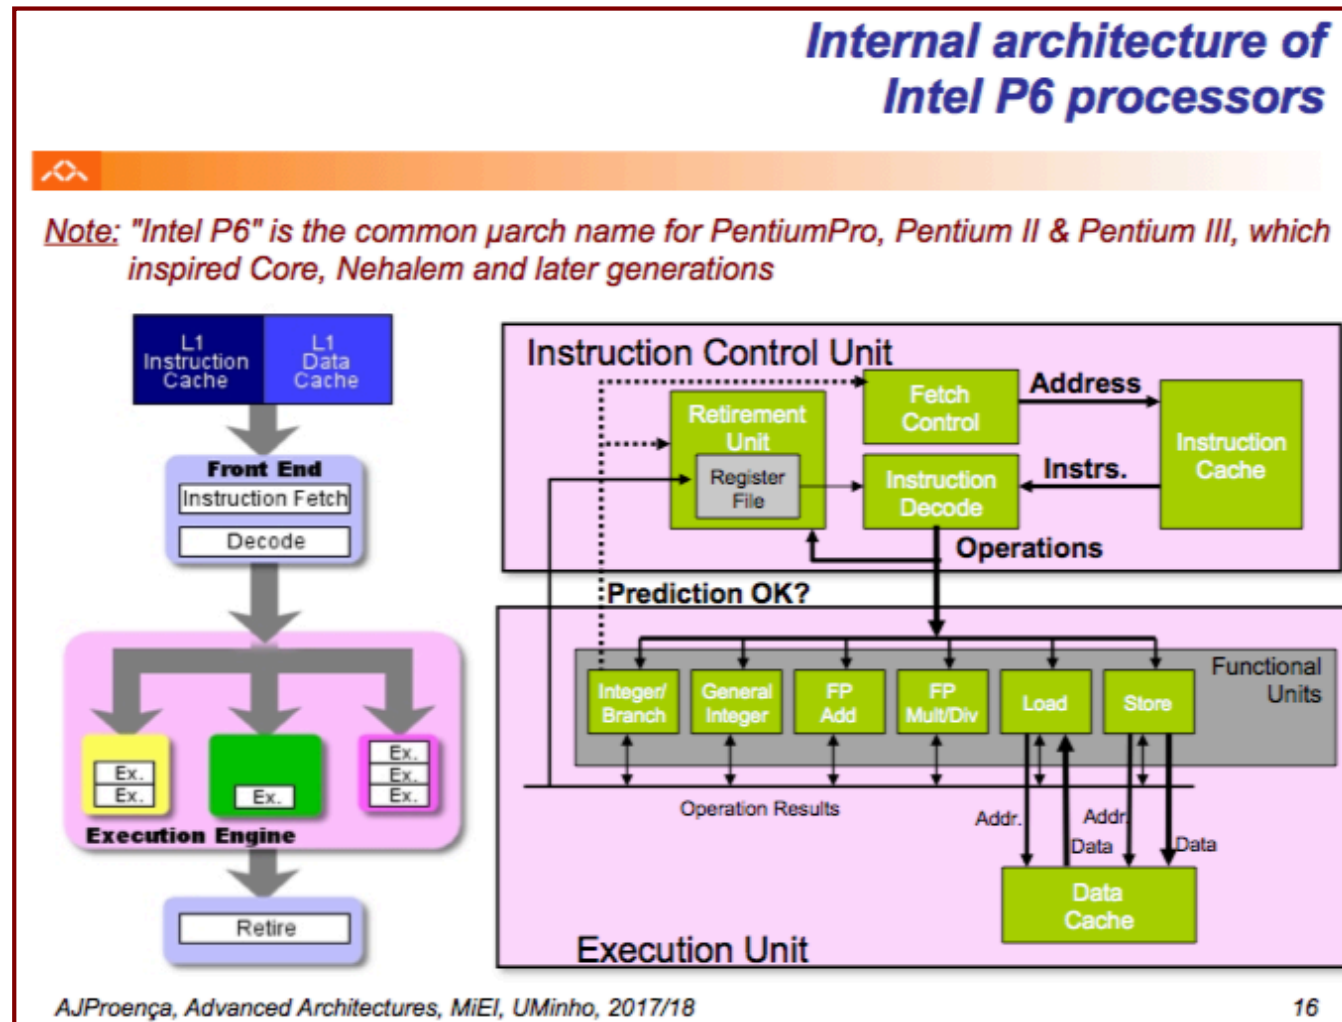 Internal architecture of
Intel P6 processors
Note: "Intel P6" is the common µarch name for PentiumPro, Pentium II & Pentium III, which
inspired Core, Nehalem and later generations
L1
Instruction
Cache
L1
Data
Cache
Front End
Instruction Fetch
Decode
Ex.
Ex.
Ex.
Ex.
Ex.
Ex.
Execution Engine
Retire
Instruction Control Unit
Retirement
Unit
Register
File
Fetch
Control
Address
Instruction
Cache
Instruction
Decode
Instrs.
Operations
Prediction OK?
Functional
Units
Integer/
Branch
General
Integer
FP
Add
FP
Mult/Div
Load
Store
Operation Results
Addr.
Addr.
Data
Data
Data
Cache
Execution Unit
AJProença, Advanced Architectures, MiEI, UMinho, 2017/18
16